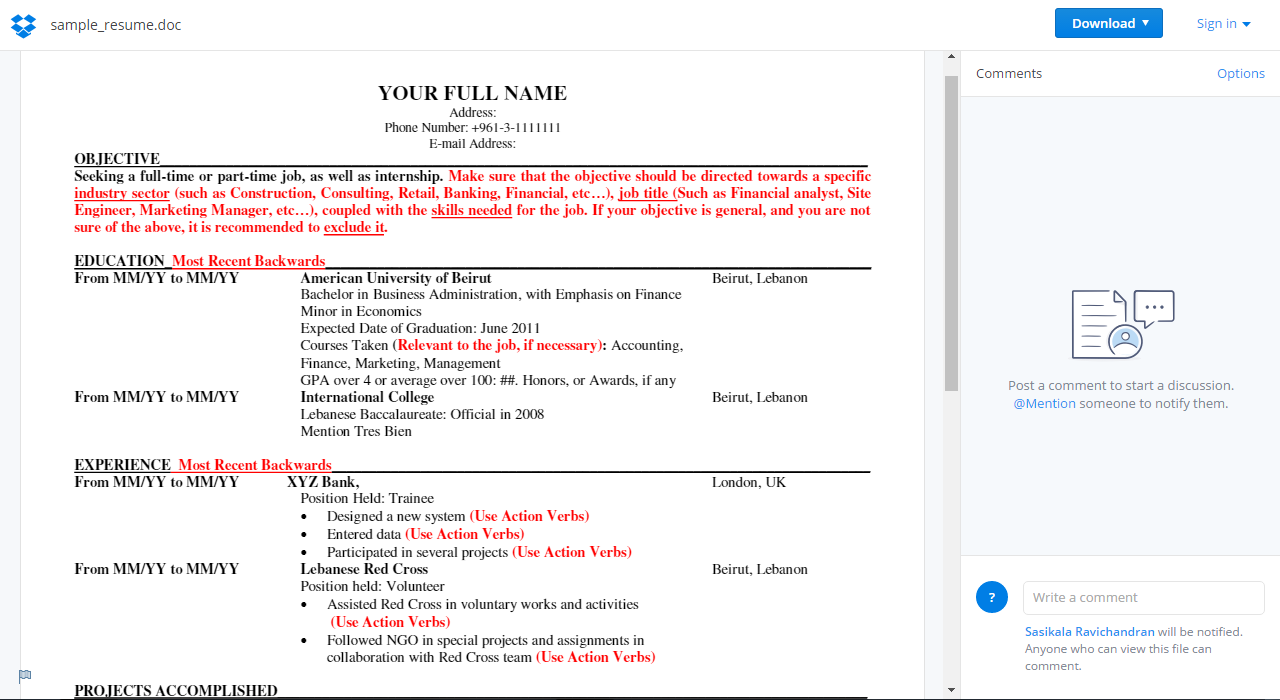 sample_resume.doc
Download
Sign in
YOUR FULL NAME
Address:
Phone Number: +961-3-1111111
E-mail Address:
OBJECTIVE
Seeking a full-time or part-time job, as well as internship. Make sure that the objective should be directed towards a specific
industry sector (such as Construction, Consulting, Retail, Banking, Financial, etc…), job title (Such as Financial analyst, Site
Engineer, Marketing Manager, etc…), coupled with the skills needed for the job. If your objective is general, and you are not
sure of the above, it is recommended to exclude it.
EDUCATION Most Recent Backwards
From MM/YY to MM/YY American University of Beirut Beirut, Lebanon
Bachelor in Business Administration, with Emphasis on Finance
Minor in Economics
Expected Date of Graduation: June 2011
Courses Taken (Relevant to the job, if necessary): Accounting,
Finance, Marketing, Management
GPA over 4 or average over 100: ##. Honors, or Awards, if any
From MM/YY to MM/YY International College Beirut, Lebanon
Lebanese Baccalaureate: Official in 2008
Mention Tres Bien
EXPERIENCE Most Recent Backwards
From MM/YY to MM/YY XYZ Bank, London, UK
Position Held: Trainee
• Designed a new system (Use Action Verbs)
• Entered data (Use Action Verbs)
• Participated in several projects (Use Action Verbs)
From MM/YY to MM/YY Lebanese Red Cross Beirut, Lebanon
Position held: Volunteer
• Assisted Red Cross in voluntary works and activities
(Use Action Verbs)
• Followed NGO in special projects and assignments in
collaboration with Red Cross team (Use Action Verbs)
PROJECTS ACCOMPLISHED
Comments
Options
Post a comment to start a discussion.
@Mention someone to notify them.
?
Write a comment
Sasikala Ravichandran will be notified.
Anyone who can view this file can
comment.